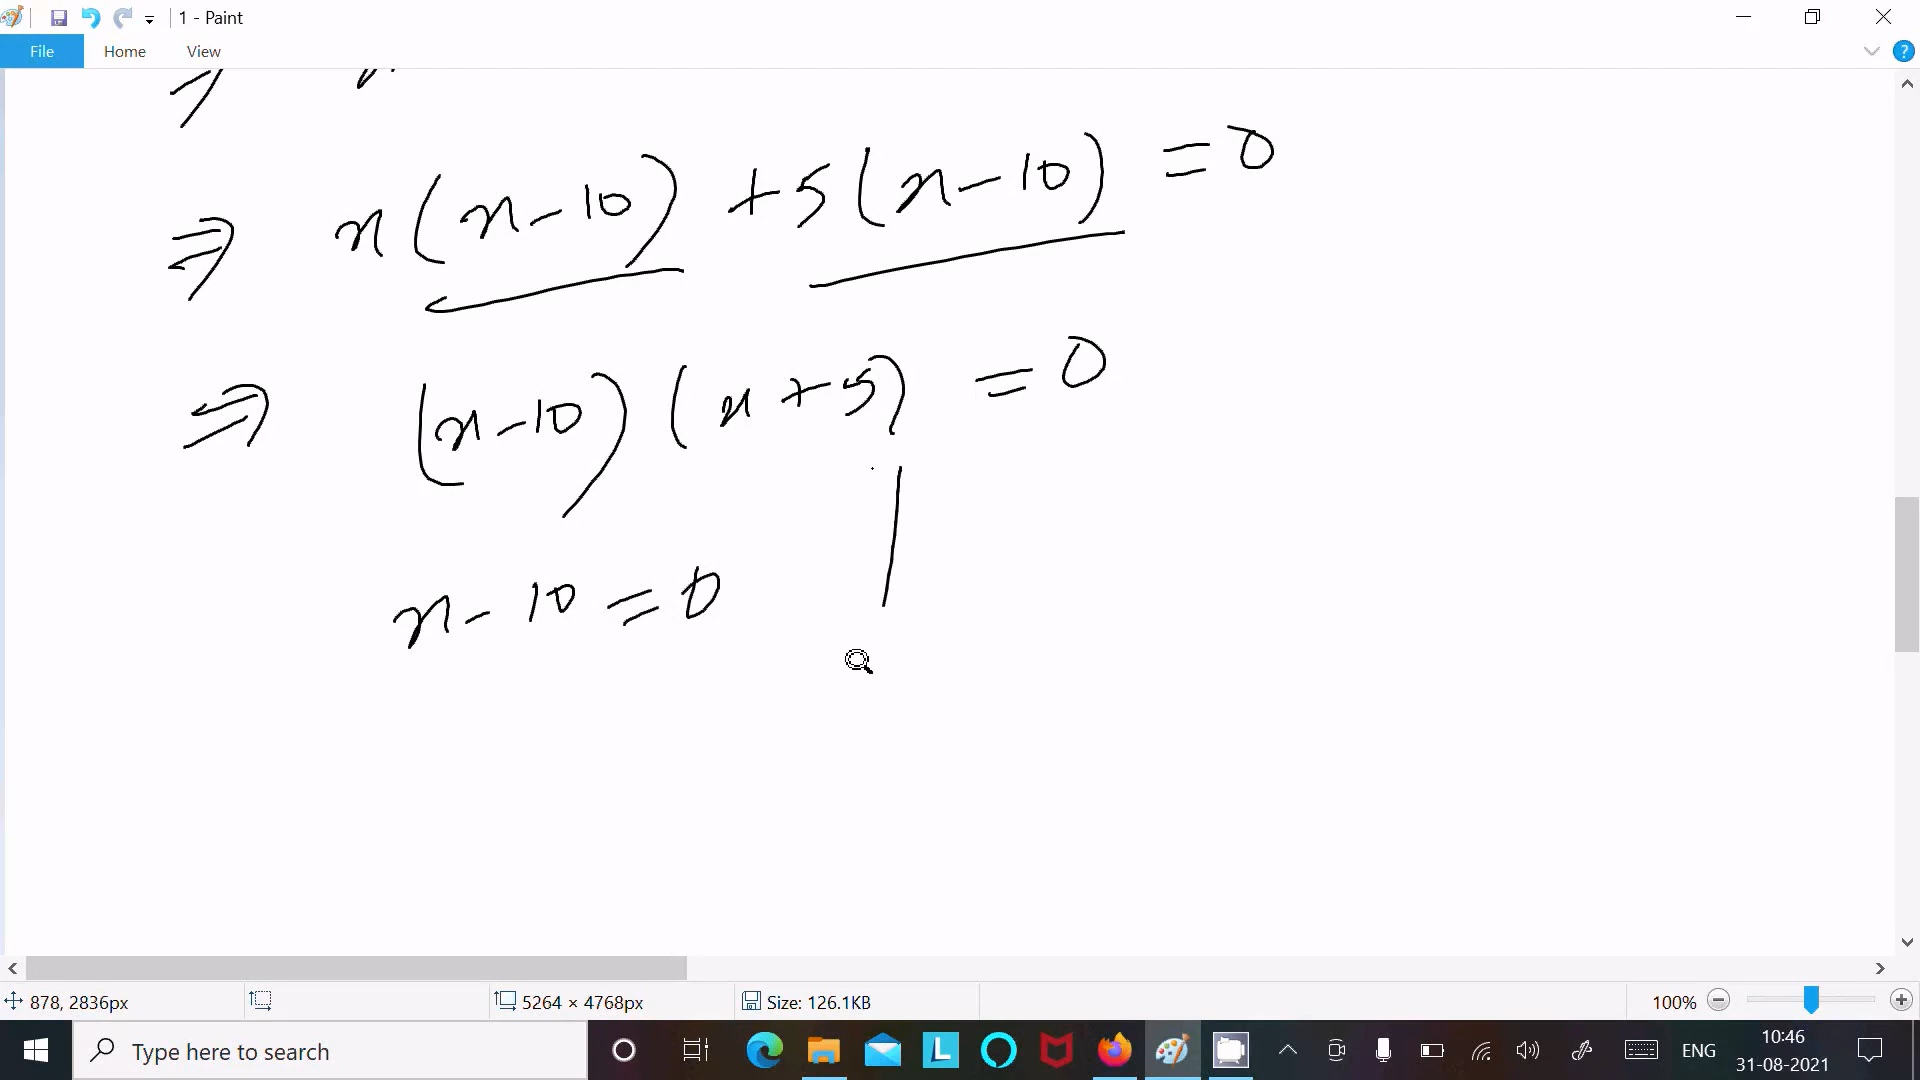 1 - Paint
File Home View
⇒ x(x-10) +5(x-10) =0
⇒ (x-10) (x+5) =0
x-10=0
878, 2836px 5264 × 4768px Size: 126.1KB 100%
Type here to search ENG 10:46
31-08-2021